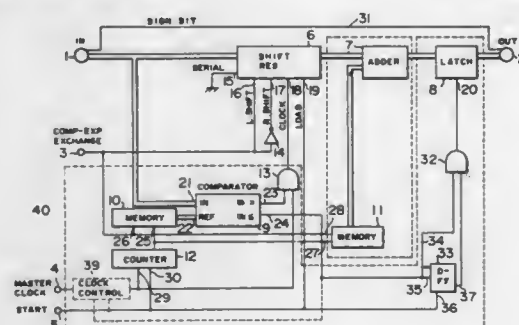 SIGN BIT
31
IN
OUT
1
6
SHIFT
RES
7
ADDER
LATCH
SERIAL
15
16
17
18
19
8
20
L SHIFT
R SHIFT
CLOCK
LOAD
COMP-EXP
EXCHANGE
3
14
13
32
40
21
COMPARATOR
23
10
MEMORY
IN
REF
IN >
IN ≤
22
24
9
28
11
MEMORY
26
25
27
34
12
COUNTER
30
29
33
D-
FF
35
37
36
MASTER
CLOCK
4
39
CLOCK
CONTROL
START
5